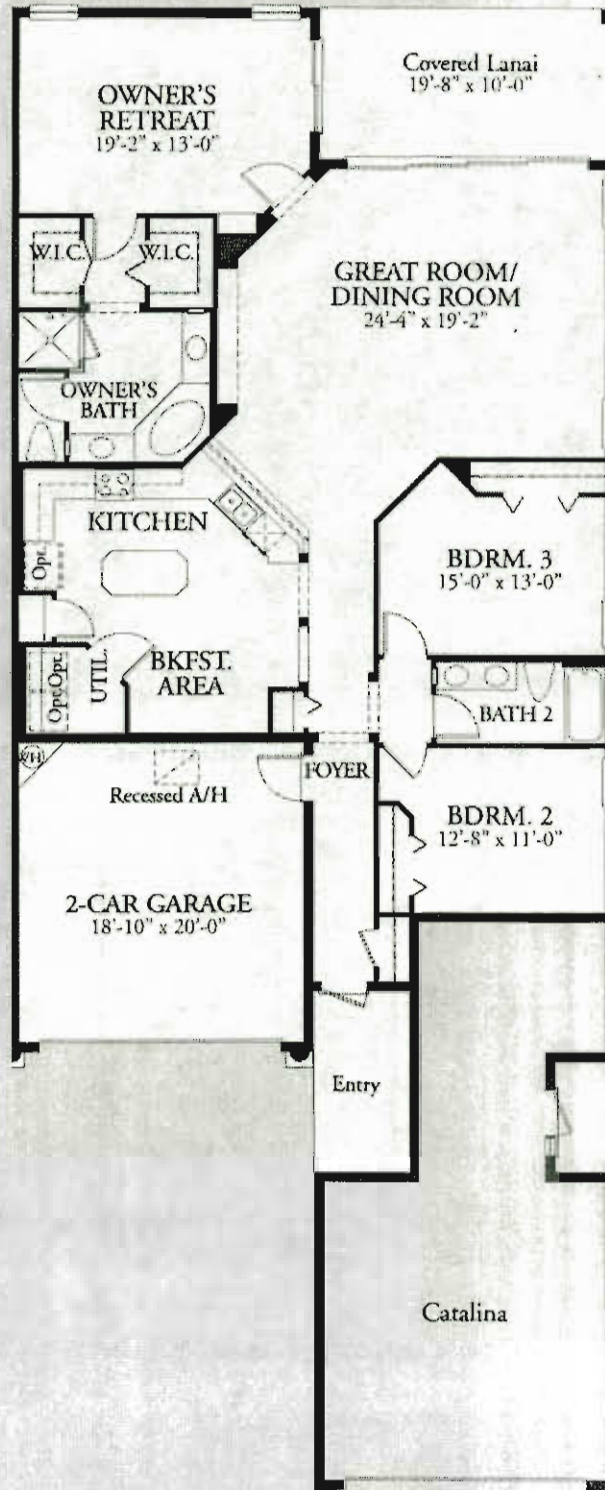 OWNER'S
RETREAT
19'-2" x 13'-0"
Covered Lanai
19'-8" x 10'-0"
W.I.C.
W.I.C.
GREAT ROOM/
DINING ROOM
24'-4" x 19'-2"
OWNER'S
BATH
KITCHEN
Opt.
BDRM. 3
15'-0" x 13'-0"
Opt.
Opt.
UTIL.
BKFST.
AREA
BATH 2
W/H
Recessed A/H
FOYER
BDRM. 2
12'-8" x 11'-0"
2-CAR GARAGE
18'-10" x 20'-0"
Entry
Catalina